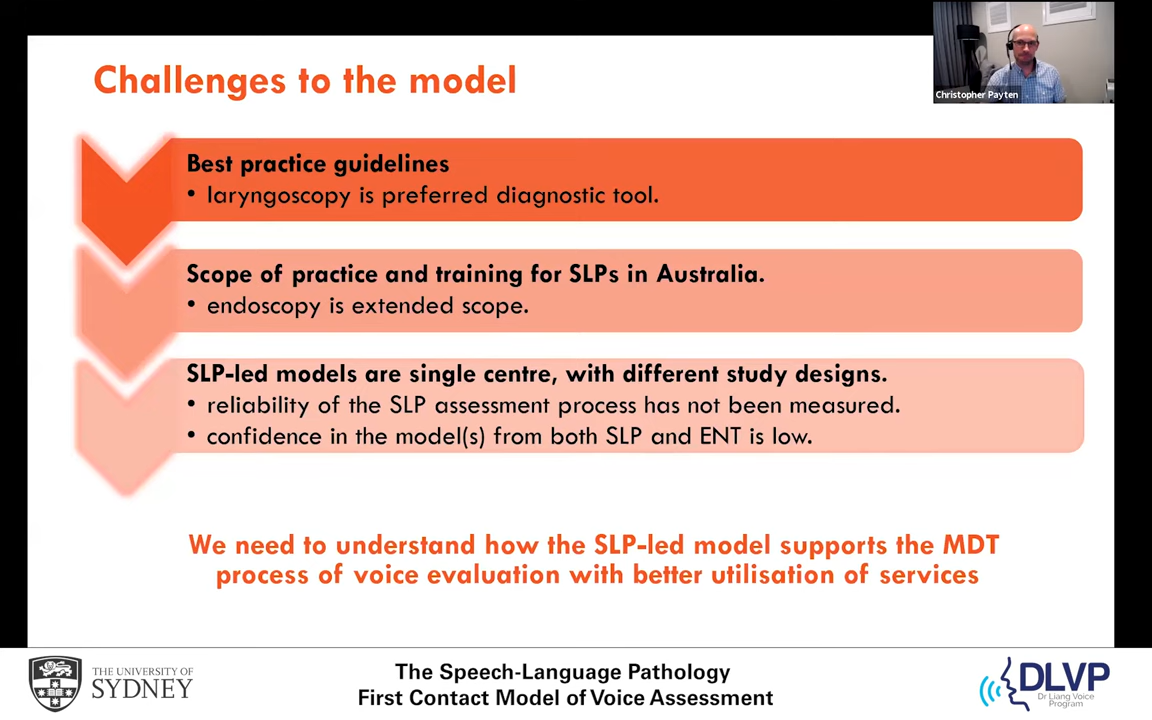 Challenges to the model
Christopher Payten
Best practice guidelines
• laryngoscopy is preferred diagnostic tool.
Scope of practice and training for SLPs in Australia.
• endoscopy is extended scope.
SLP-led models are single centre, with different study designs.
• reliability of the SLP assessment process has not been measured.
• confidence in the model(s) from both SLP and ENT is low.
We need to understand how the SLP-led model supports the MDT
process of voice evaluation with better utilisation of services
THE UNIVERSITY OF
SYDNEY
The Speech-Language Pathology
First Contact Model of Voice Assessment
DLVP
Dr Liang Voice
Program